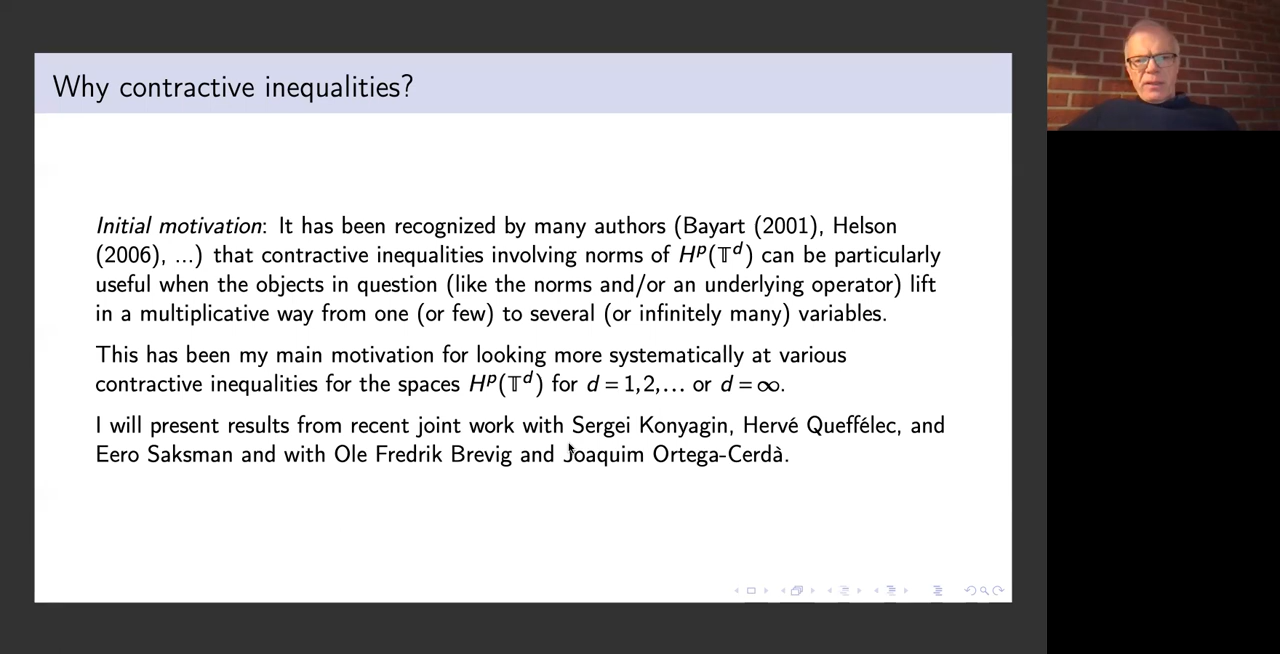 Why contractive inequalities?
Initial motivation: It has been recognized by many authors (Bayart (2001), Helson
(2006), ...) that contractive inequalities involving norms of Hᵖ(𝕋ᵈ) can be particularly
useful when the objects in question (like the norms and/or an underlying operator) lift
in a multiplicative way from one (or few) to several (or infinitely many) variables.
This has been my main motivation for looking more systematically at various
contractive inequalities for the spaces Hᵖ(𝕋ᵈ) for d = 1,2,... or d = ∞.
I will present results from recent joint work with Sergei Konyagin, Hervé Queffélec, and
Eero Saksman and with Ole Fredrik Brevig and Joaquim Ortega-Cerdà.